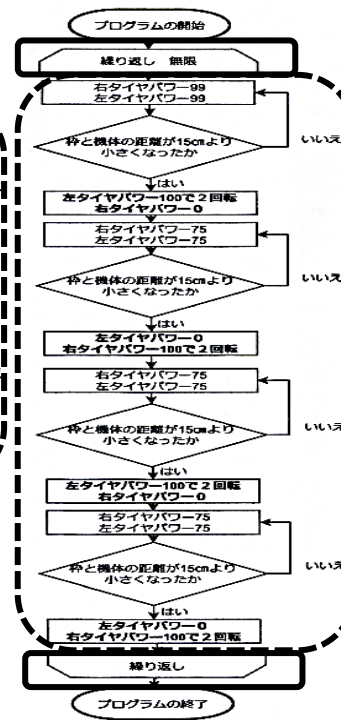 プログラムの開始
繰り返し　無限
右タイヤパワー99
左タイヤパワー99
枠と機体の距離が15㎝より
小さくなったか
いいえ
はい
左タイヤパワー100で2回転
右タイヤパワー0
右タイヤパワー75
左タイヤパワー75
枠と機体の距離が15㎝より
小さくなったか
いいえ
はい
左タイヤパワー0
右タイヤパワー100で2回転
右タイヤパワー75
左タイヤパワー75
枠と機体の距離が15㎝より
小さくなったか
いいえ
はい
左タイヤパワー100で2回転
右タイヤパワー0
右タイヤパワー75
左タイヤパワー75
枠と機体の距離が15㎝より
小さくなったか
いいえ
はい
左タイヤパワー0
右タイヤパワー100で2回転
繰り返し
プログラムの終了